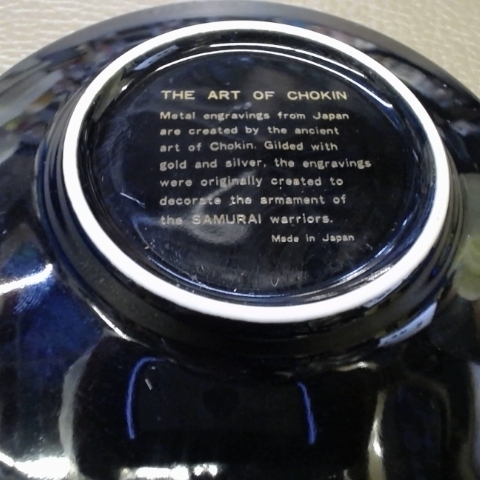 THE ART OF CHOKIN
Metal engravings from Japan
are created by the ancient
art of Chokin. Gilded with
gold and silver, the engravings
were originally created to
decorate the armament of
the SAMURAI warriors.
Made in Japan